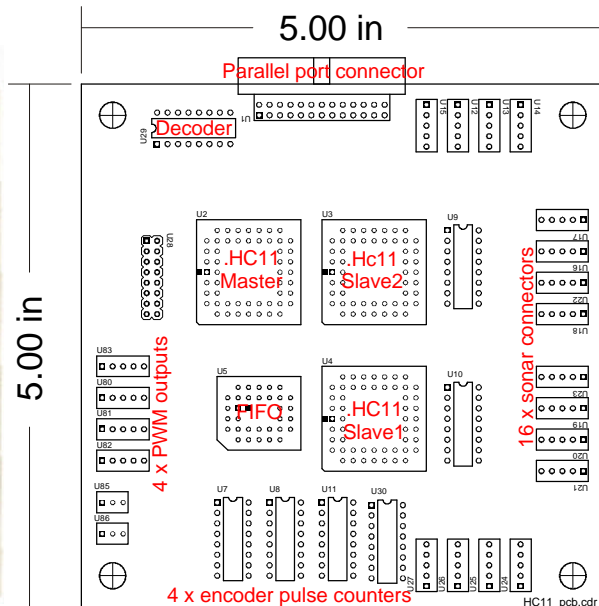 5.00 in
Parallel port connector
U1
U15
U12
U13
U14
Decoder
U29
U2
U3
U9
U28
.HC11
Master
.Hc11
Slave2
U17
U16
U22
U18
5.00 in
16 x sonar connectors
U83
U80
U81
U82
4 x PWM outputs
U5
FIFO
U4
.HC11
Slave1
U10
U23
U19
U20
U21
U85
U86
U7
U8
U11
U30
U27
U26
U25
U24
4 x encoder pulse counters
HC11_pcb.cdr